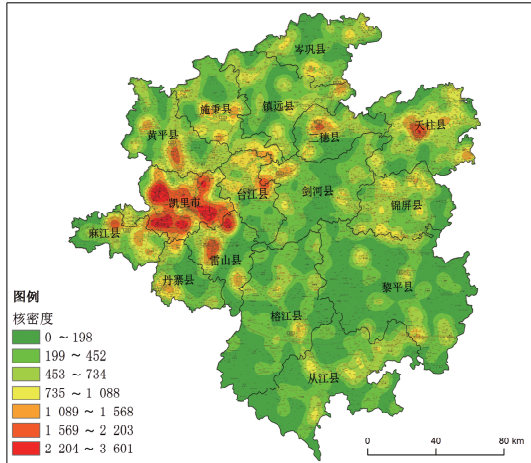 岑巩县
施秉县
镇远县
黄平县
三穗县
天柱县
台江县
剑河县
凯里市
锦屏县
麻江县
雷山县
丹寨县
黎平县
榕江县
从江县
图例
核密度
0 ~ 198
199 ~ 452
453 ~ 734
735 ~ 1 088
1 089 ~ 1 568
1 569 ~ 2 203
2 204 ~ 3 601
0 40 80 km